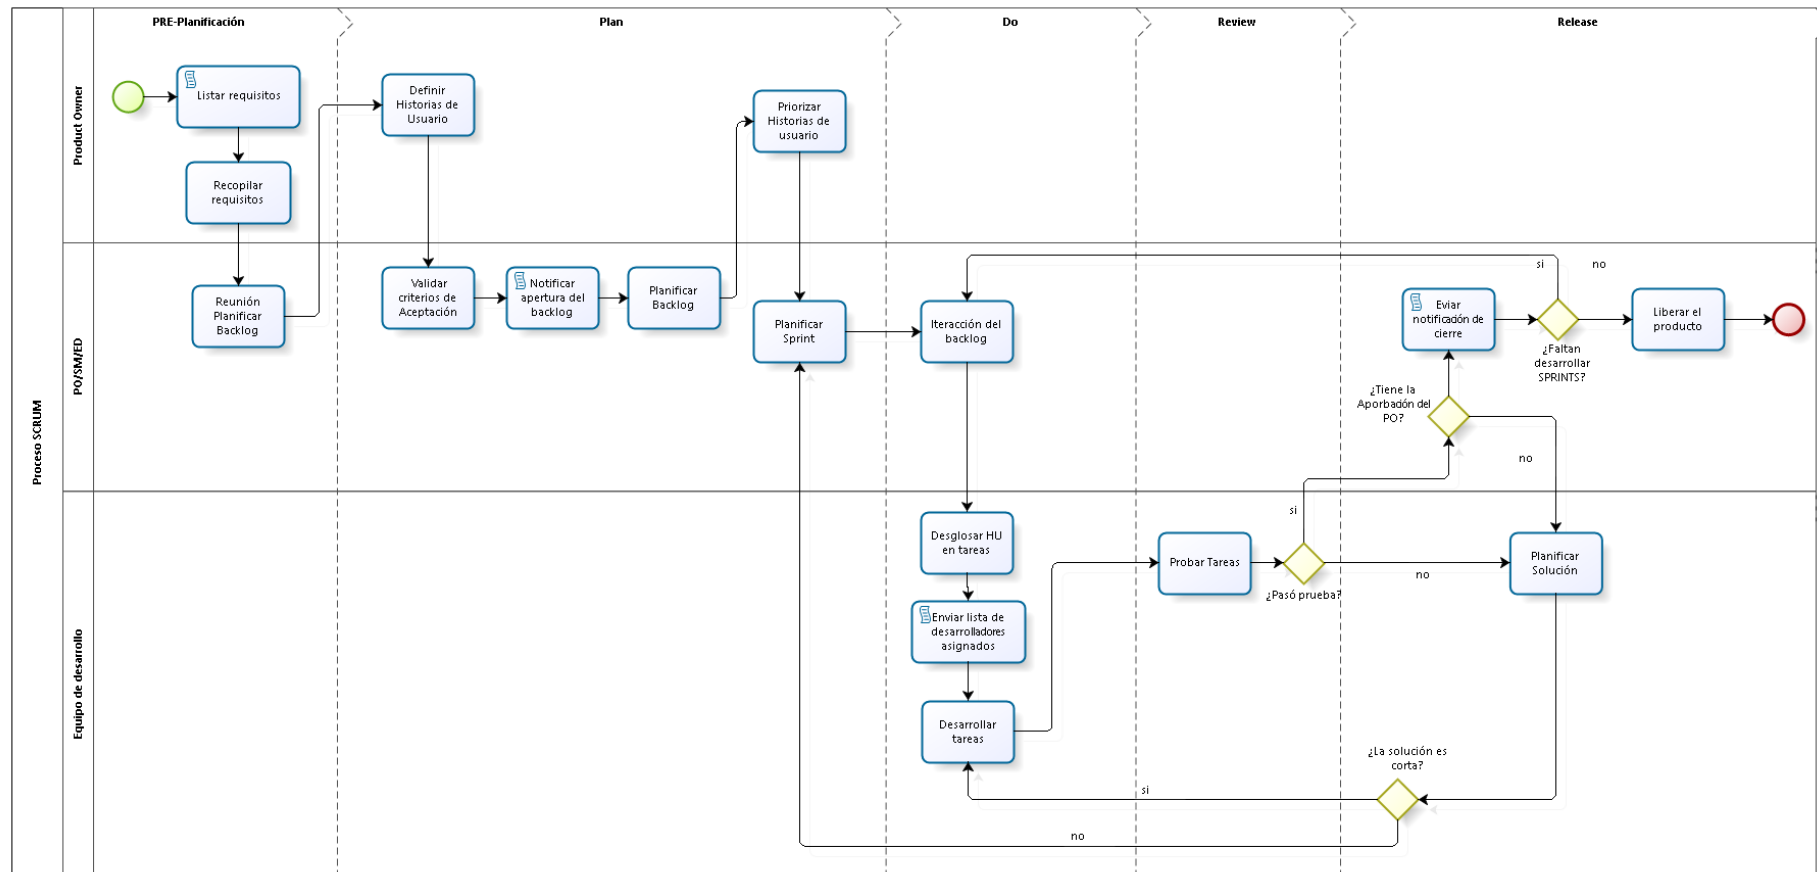 PRE-Planificación
Plan
Do
Review
Release
Proceso SCRUM
Product Owner
Listar requisitos
Recopilar
requisitos
Definir
Historias de
Usuario
Priorizar
Historias de
usuario
PO/SM/ED
Reunión
Planificar
Backlog
Validar
criterios de
Aceptación
Notificar
apertura del
backlog
Planificar
Backlog
Planificar
Sprint
Iteracción del
backlog
Eviar
notificación de
cierre
si
no
¿Faltan
desarrollar
SPRINTS?
Liberar el
producto
¿Tiene la
Aporbación del
PO?
no
Equipo de desarrollo
Desglosar HU
en tareas
Enviar lista de
desarrolladores
asignados
Desarrollar
tareas
Probar Tareas
si
¿Pasó prueba?
no
Planificar
Solución
¿La solución es
corta?
si
no